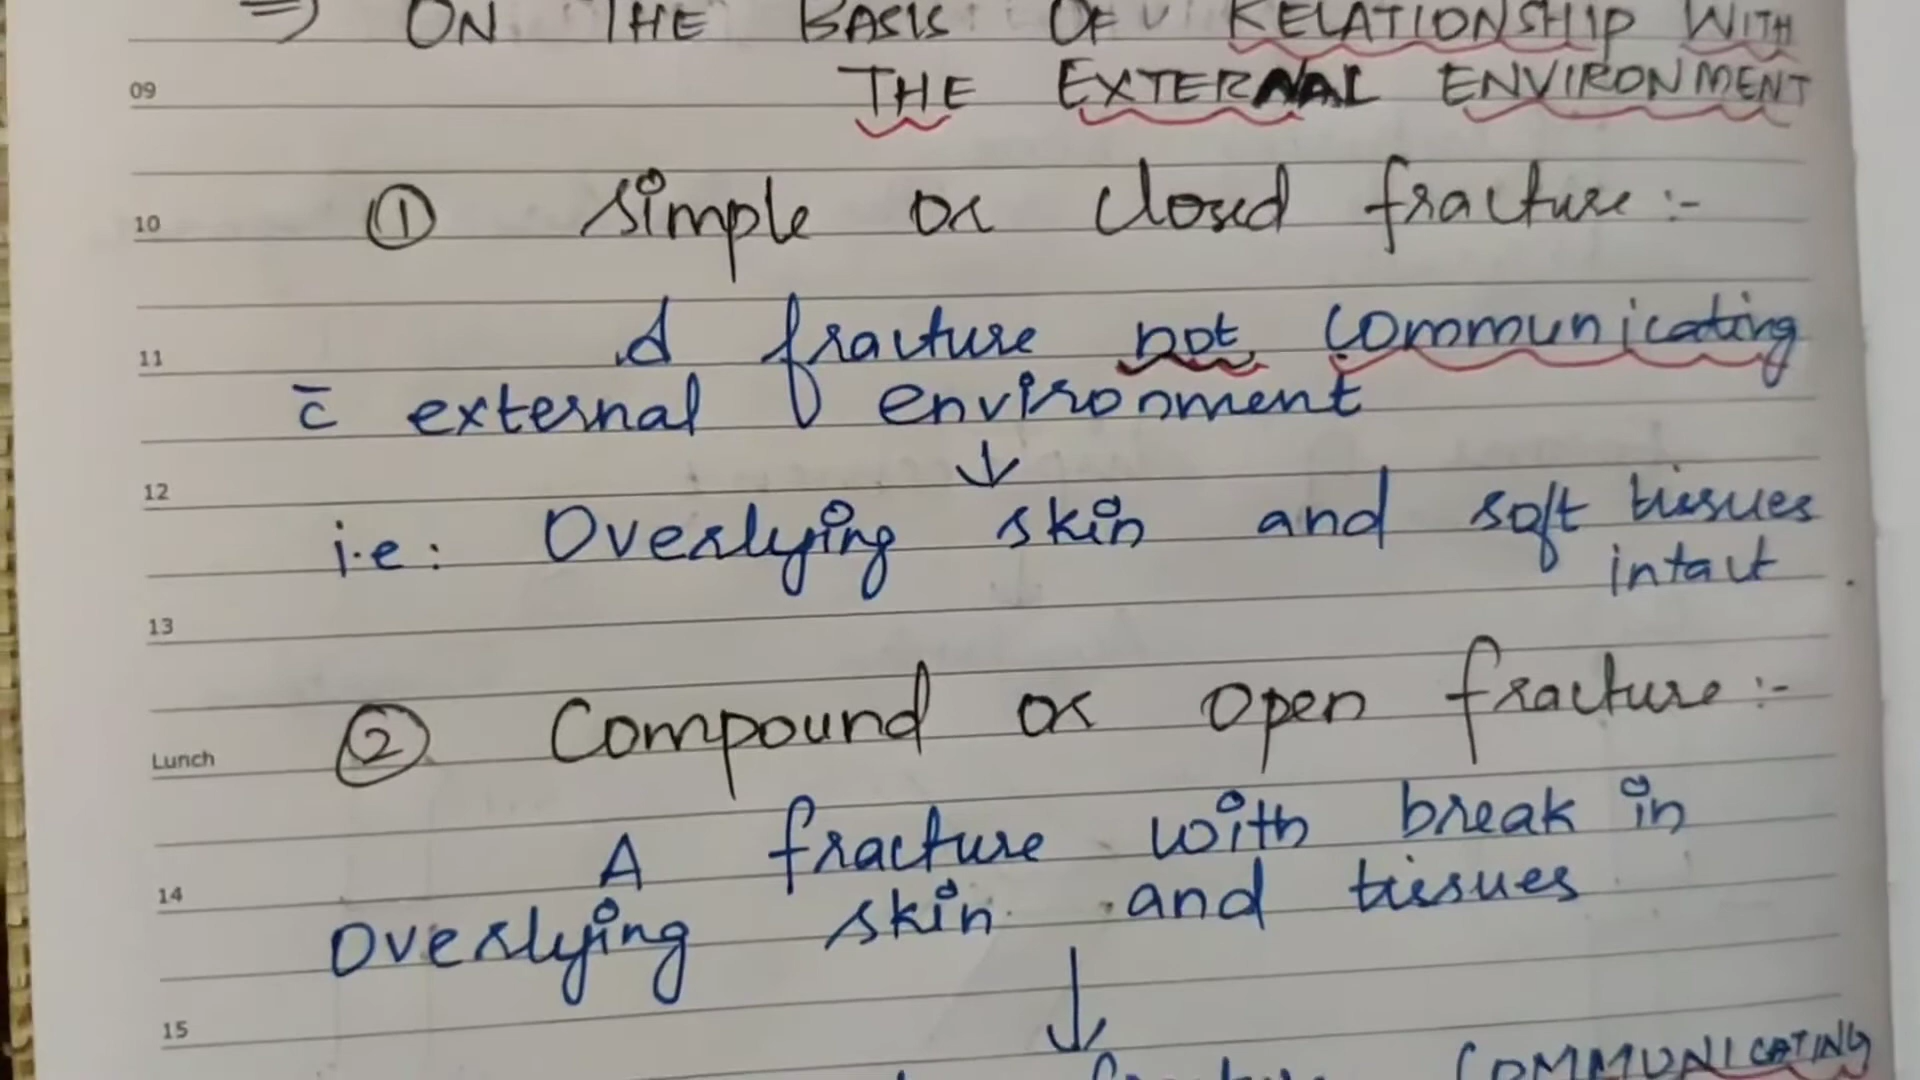 ⇒ ON THE BASIS OF RELATIONSHIP WITH
09 THE EXTERNAL ENVIRONMENT
10 ① Simple or closed fracture :-
11 A fracture not communicating
c̄ external environment
↓
12
i.e: Overlying skin and soft tissues
intact
13
Lunch ② Compound or open fracture :-
A fracture with break in
14
Overlying skin and tissues
↓
15
fracture COMMUNICATING